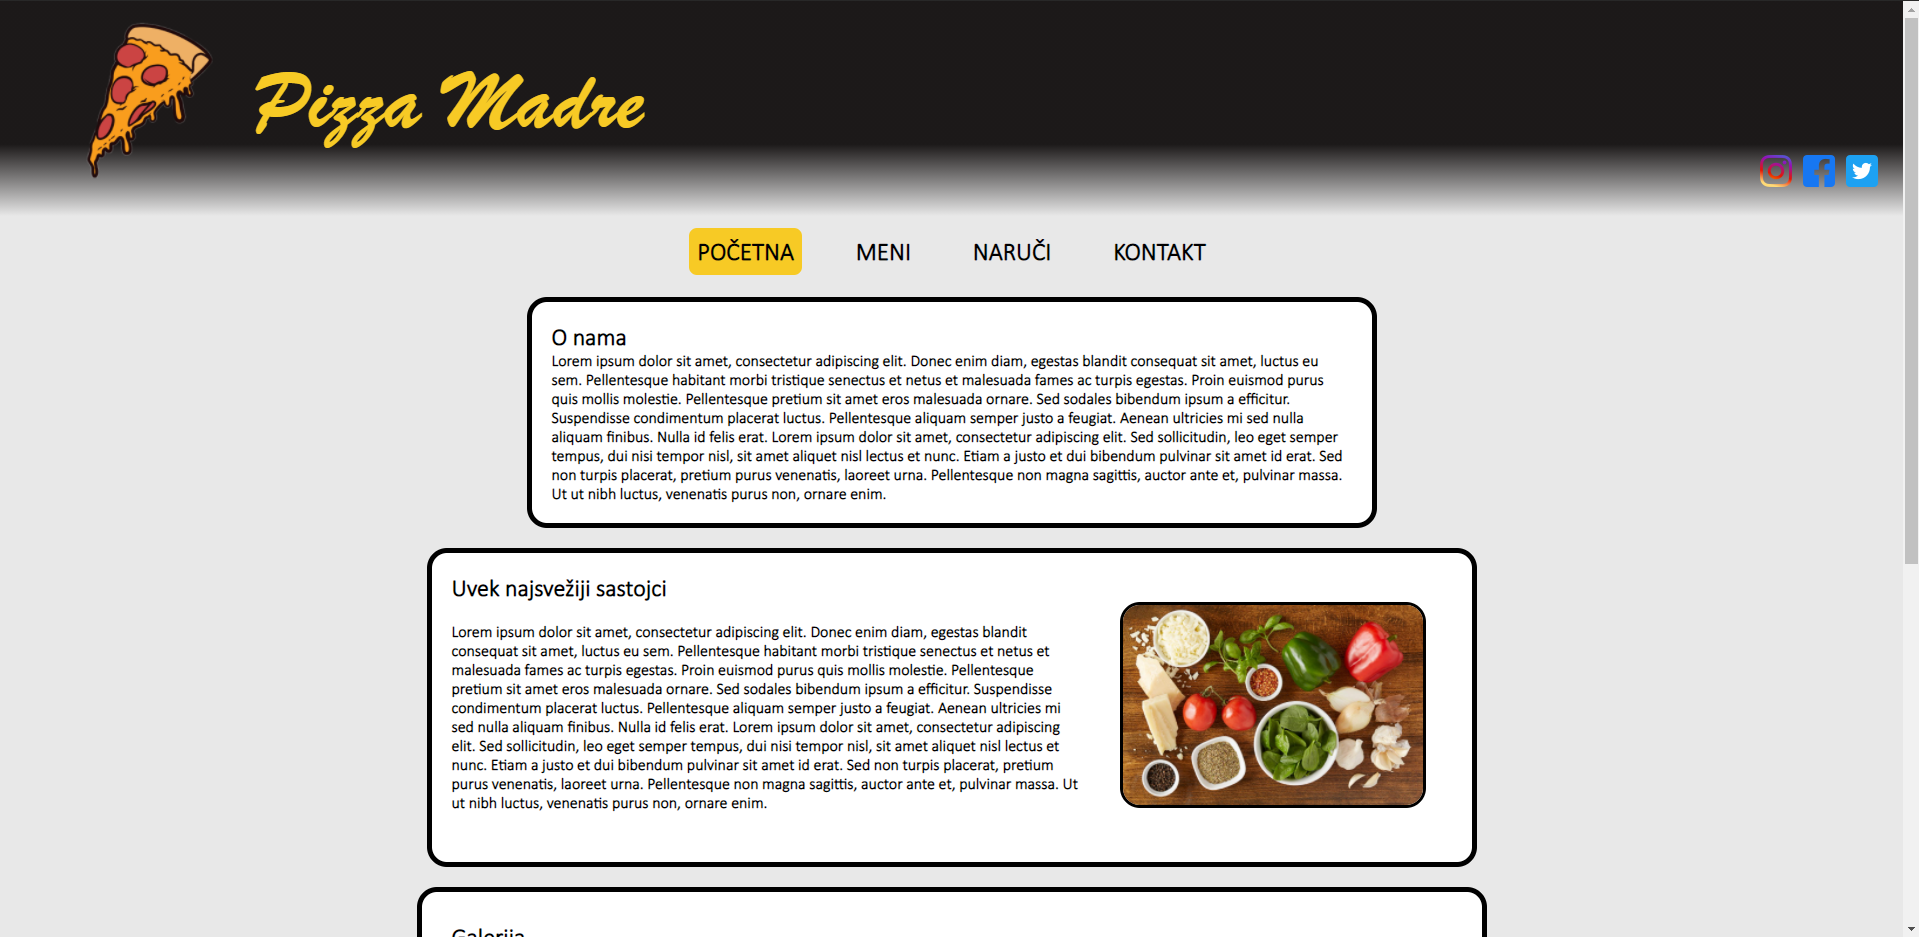 Pizza Madre
POČETNA MENI NARUČI KONTAKT
O nama
Lorem ipsum dolor sit amet, consectetur adipiscing elit. Donec enim diam, egestas blandit consequat sit amet, luctus eu
sem. Pellentesque habitant morbi tristique senectus et netus et malesuada fames ac turpis egestas. Proin euismod purus
quis mollis molestie. Pellentesque pretium sit amet eros malesuada ornare. Sed sodales bibendum ipsum a efficitur.
Suspendisse condimentum placerat luctus. Pellentesque aliquam semper justo a feugiat. Aenean ultricies mi sed nulla
aliquam finibus. Nulla id felis erat. Lorem ipsum dolor sit amet, consectetur adipiscing elit. Sed sollicitudin, leo eget semper
tempus, dui nisi tempor nisl, sit amet aliquet nisl lectus et nunc. Etiam a justo et dui bibendum pulvinar sit amet id erat. Sed
non turpis placerat, pretium purus venenatis, laoreet urna. Pellentesque non magna sagittis, auctor ante et, pulvinar massa.
Ut ut nibh luctus, venenatis purus non, ornare enim.
Uvek najsvežiji sastojci
Lorem ipsum dolor sit amet, consectetur adipiscing elit. Donec enim diam, egestas blandit
consequat sit amet, luctus eu sem. Pellentesque habitant morbi tristique senectus et netus et
malesuada fames ac turpis egestas. Proin euismod purus quis mollis molestie. Pellentesque
pretium sit amet eros malesuada ornare. Sed sodales bibendum ipsum a efficitur. Suspendisse
condimentum placerat luctus. Pellentesque aliquam semper justo a feugiat. Aenean ultricies mi
sed nulla aliquam finibus. Nulla id felis erat. Lorem ipsum dolor sit amet, consectetur adipiscing
elit. Sed sollicitudin, leo eget semper tempus, dui nisi tempor nisl, sit amet aliquet nisl lectus et
nunc. Etiam a justo et dui bibendum pulvinar sit amet id erat. Sed non turpis placerat, pretium
purus venenatis, laoreet urna. Pellentesque non magna sagittis, auctor ante et, pulvinar massa. Ut
ut nibh luctus, venenatis purus non, ornare enim.
Galerija